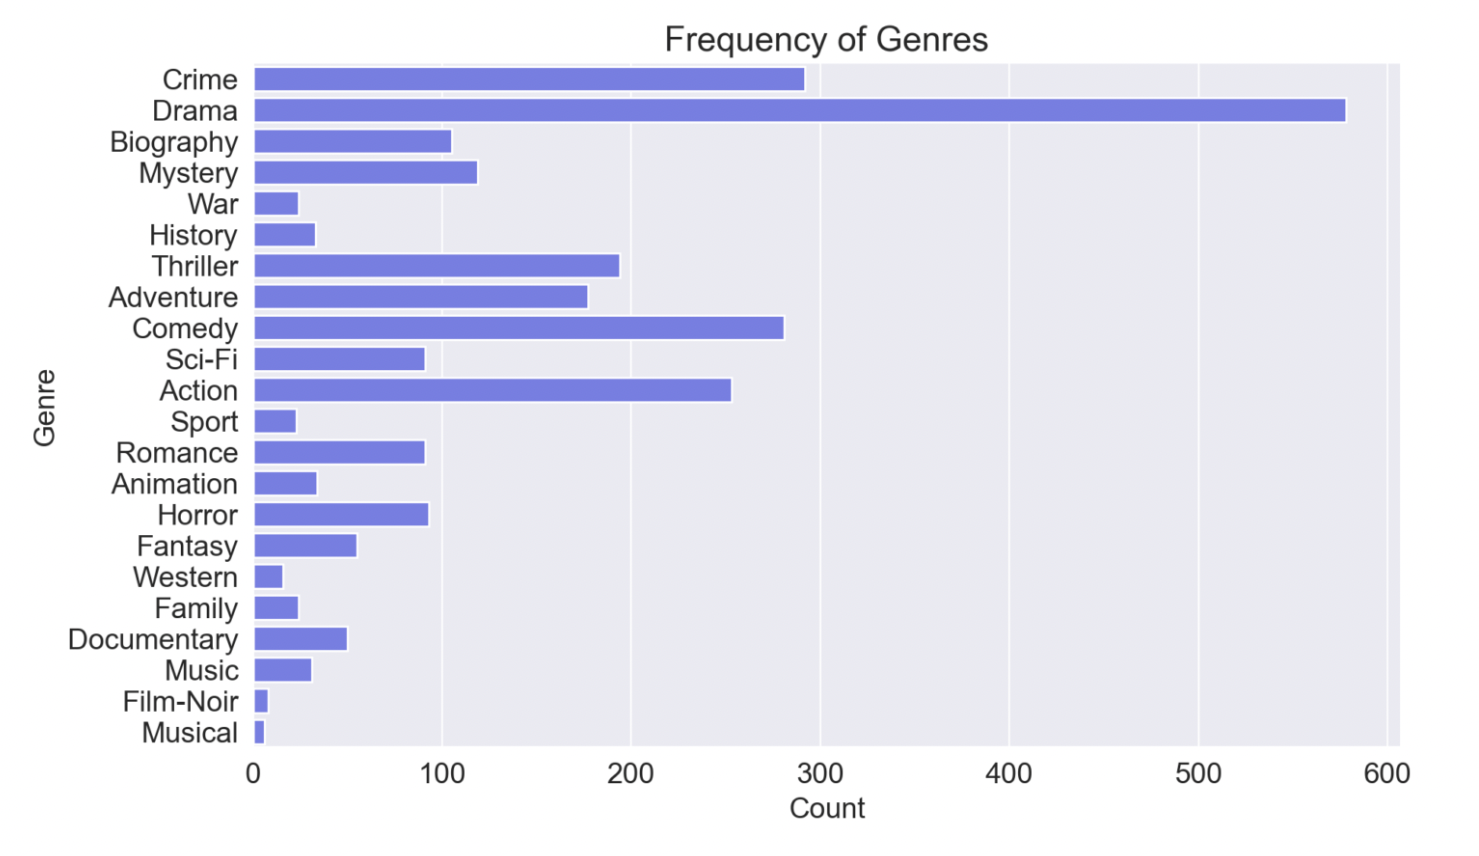 Frequency of Genres
Crime
Drama
Biography
Mystery
War
History
Thriller
Adventure
Comedy
Sci-Fi
Action
Sport
Romance
Animation
Horror
Fantasy
Western
Family
Documentary
Music
Film-Noir
Musical
Genre
0 100 200 300 400 500 600
Count